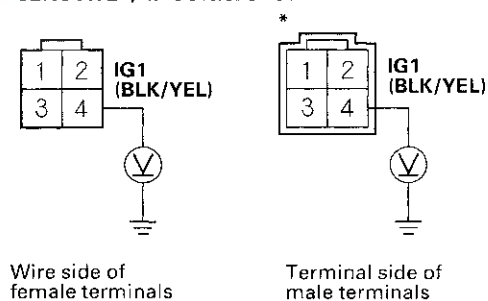 *
1 2 IG1
(BLK/YEL)
3 4
V
1 2 IG1
(BLK/YEL)
3 4
V
Wire side of
female terminals
Terminal side of
male terminals